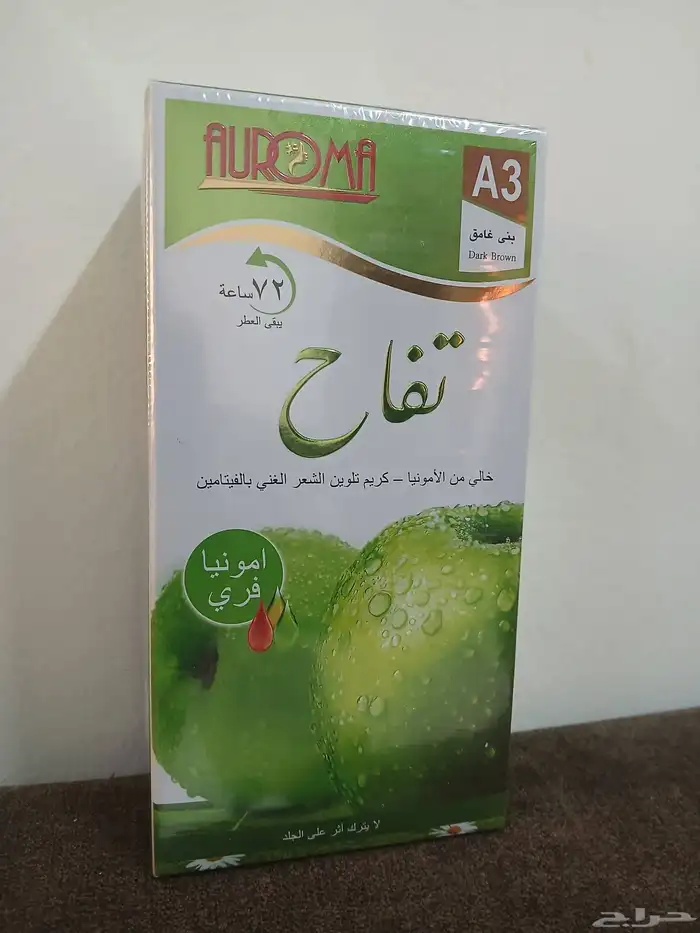 AUROMA
A3
بنى غامق
Dark Brown
٧٢ ساعة
يبقى العطر
تفاح
خالي من الأمونيا – كريم تلوين الشعر الغني بالفيتامين
امونيا
فري
لا يترك أثر على الجلد
حراج